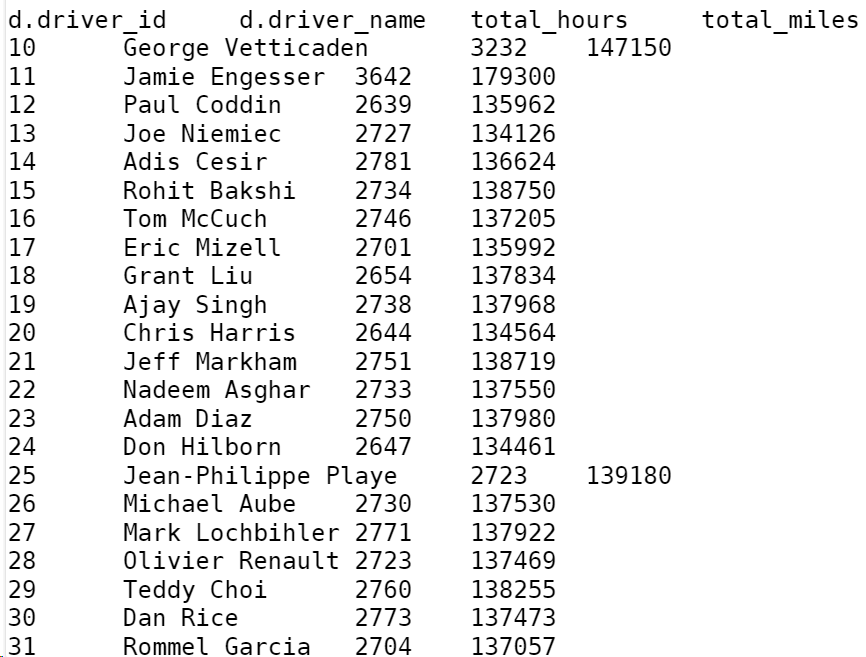 d.driver_id d.driver_name total_hours total_miles
10 George Vetticaden 3232 147150
11 Jamie Engesser 3642 179300
12 Paul Coddin 2639 135962
13 Joe Niemiec 2727 134126
14 Adis Cesir 2781 136624
15 Rohit Bakshi 2734 138750
16 Tom McCuch 2746 137205
17 Eric Mizell 2701 135992
18 Grant Liu 2654 137834
19 Ajay Singh 2738 137968
20 Chris Harris 2644 134564
21 Jeff Markham 2751 138719
22 Nadeem Asghar 2733 137550
23 Adam Diaz 2750 137980
24 Don Hilborn 2647 134461
25 Jean-Philippe Playe 2723 139180
26 Michael Aube 2730 137530
27 Mark Lochbihler 2771 137922
28 Olivier Renault 2723 137469
29 Teddy Choi 2760 138255
30 Dan Rice 2773 137473
31 Rommel Garcia 2704 137057